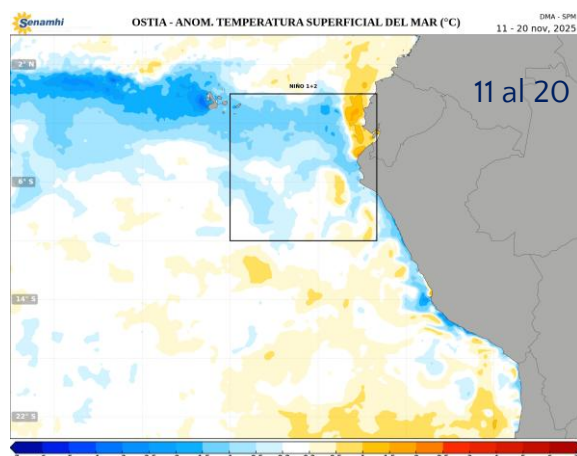 Senamhi
OSTIA - ANOM. TEMPERATURA SUPERFICIAL DEL MAR (°C)
DMA - SPM
11 - 20 nov, 2025
2° N
NIÑO 1+2
11 al 20
6° S
14° S
22° S